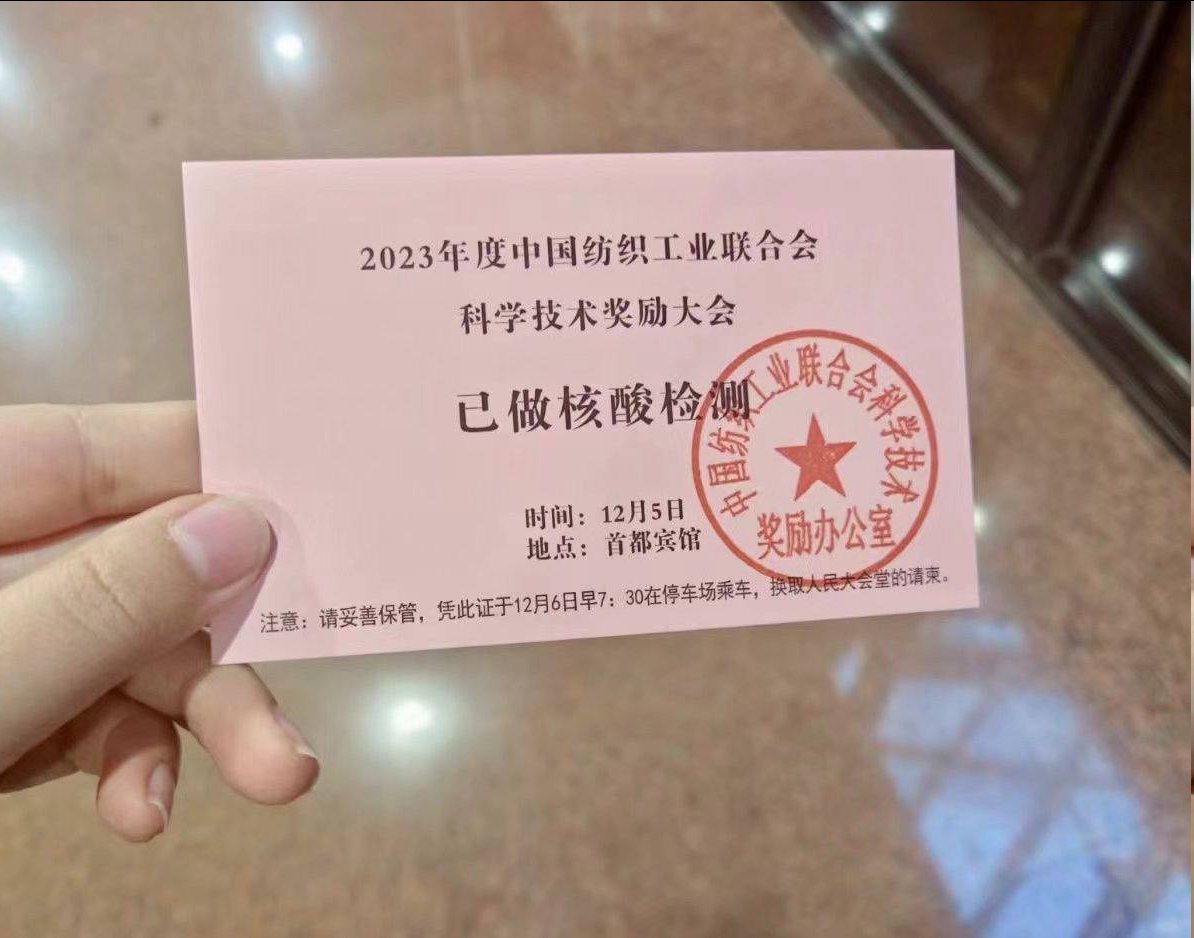 2023年度中国纺织工业联合会
科学技术奖励大会
已做核酸检测
时间：12月5日
地点：首都宾馆
注意：请妥善保管，凭此证于12月6日早7：30在停车场乘车，换取人民大会堂的请柬。
中国纺织工业联合会科学技术
奖励办公室